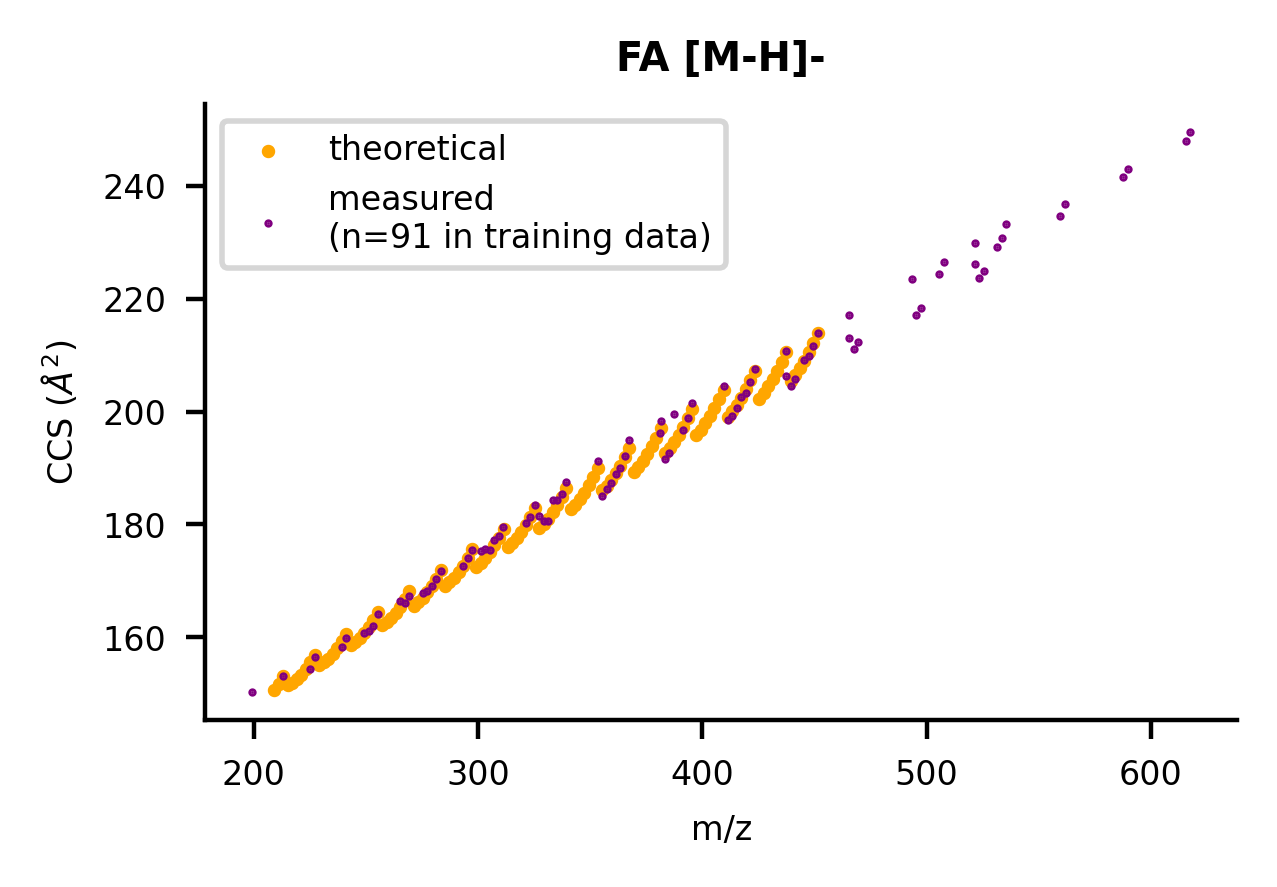 FA [M-H]-
theoretical
measured
(n=91 in training data)
CCS (Å²)
240
220
200
180
160
200
300
400
500
600
m/z